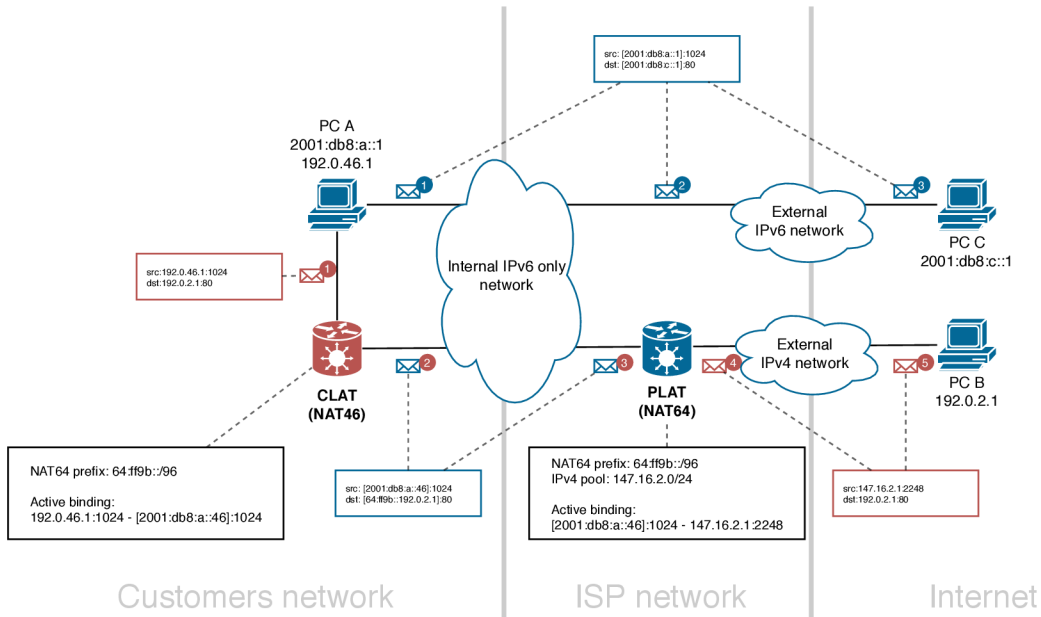 src: [2001:db8:a::1]:1024
dst: [2001:db8:c::1]:80
PC A
2001:db8:a::1
192.0.46.1
1
2
3
External
IPv6 network
PC C
2001:db8:c::1
src:192.0.46.1:1024
dst:192.0.2.1:80
1
Internal IPv6 only
network
CLAT
(NAT46)
2
3
PLAT
(NAT64)
4
External
IPv4 network
5
PC B
192.0.2.1
NAT64 prefix: 64:ff9b::/96
Active binding:
192.0.46.1:1024 - [2001:db8:a::46]:1024
src: [2001:db8:a::46]:1024
dst: [64:ff9b::192.0.2.1]:80
NAT64 prefix: 64:ff9b::/96
IPv4 pool: 147.16.2.0/24
Active binding:
[2001:db8:a::46]:1024 - 147.16.2.1:2248
src:147.16.2.1:2248
dst:192.0.2.1:80
Customers network
ISP network
Internet